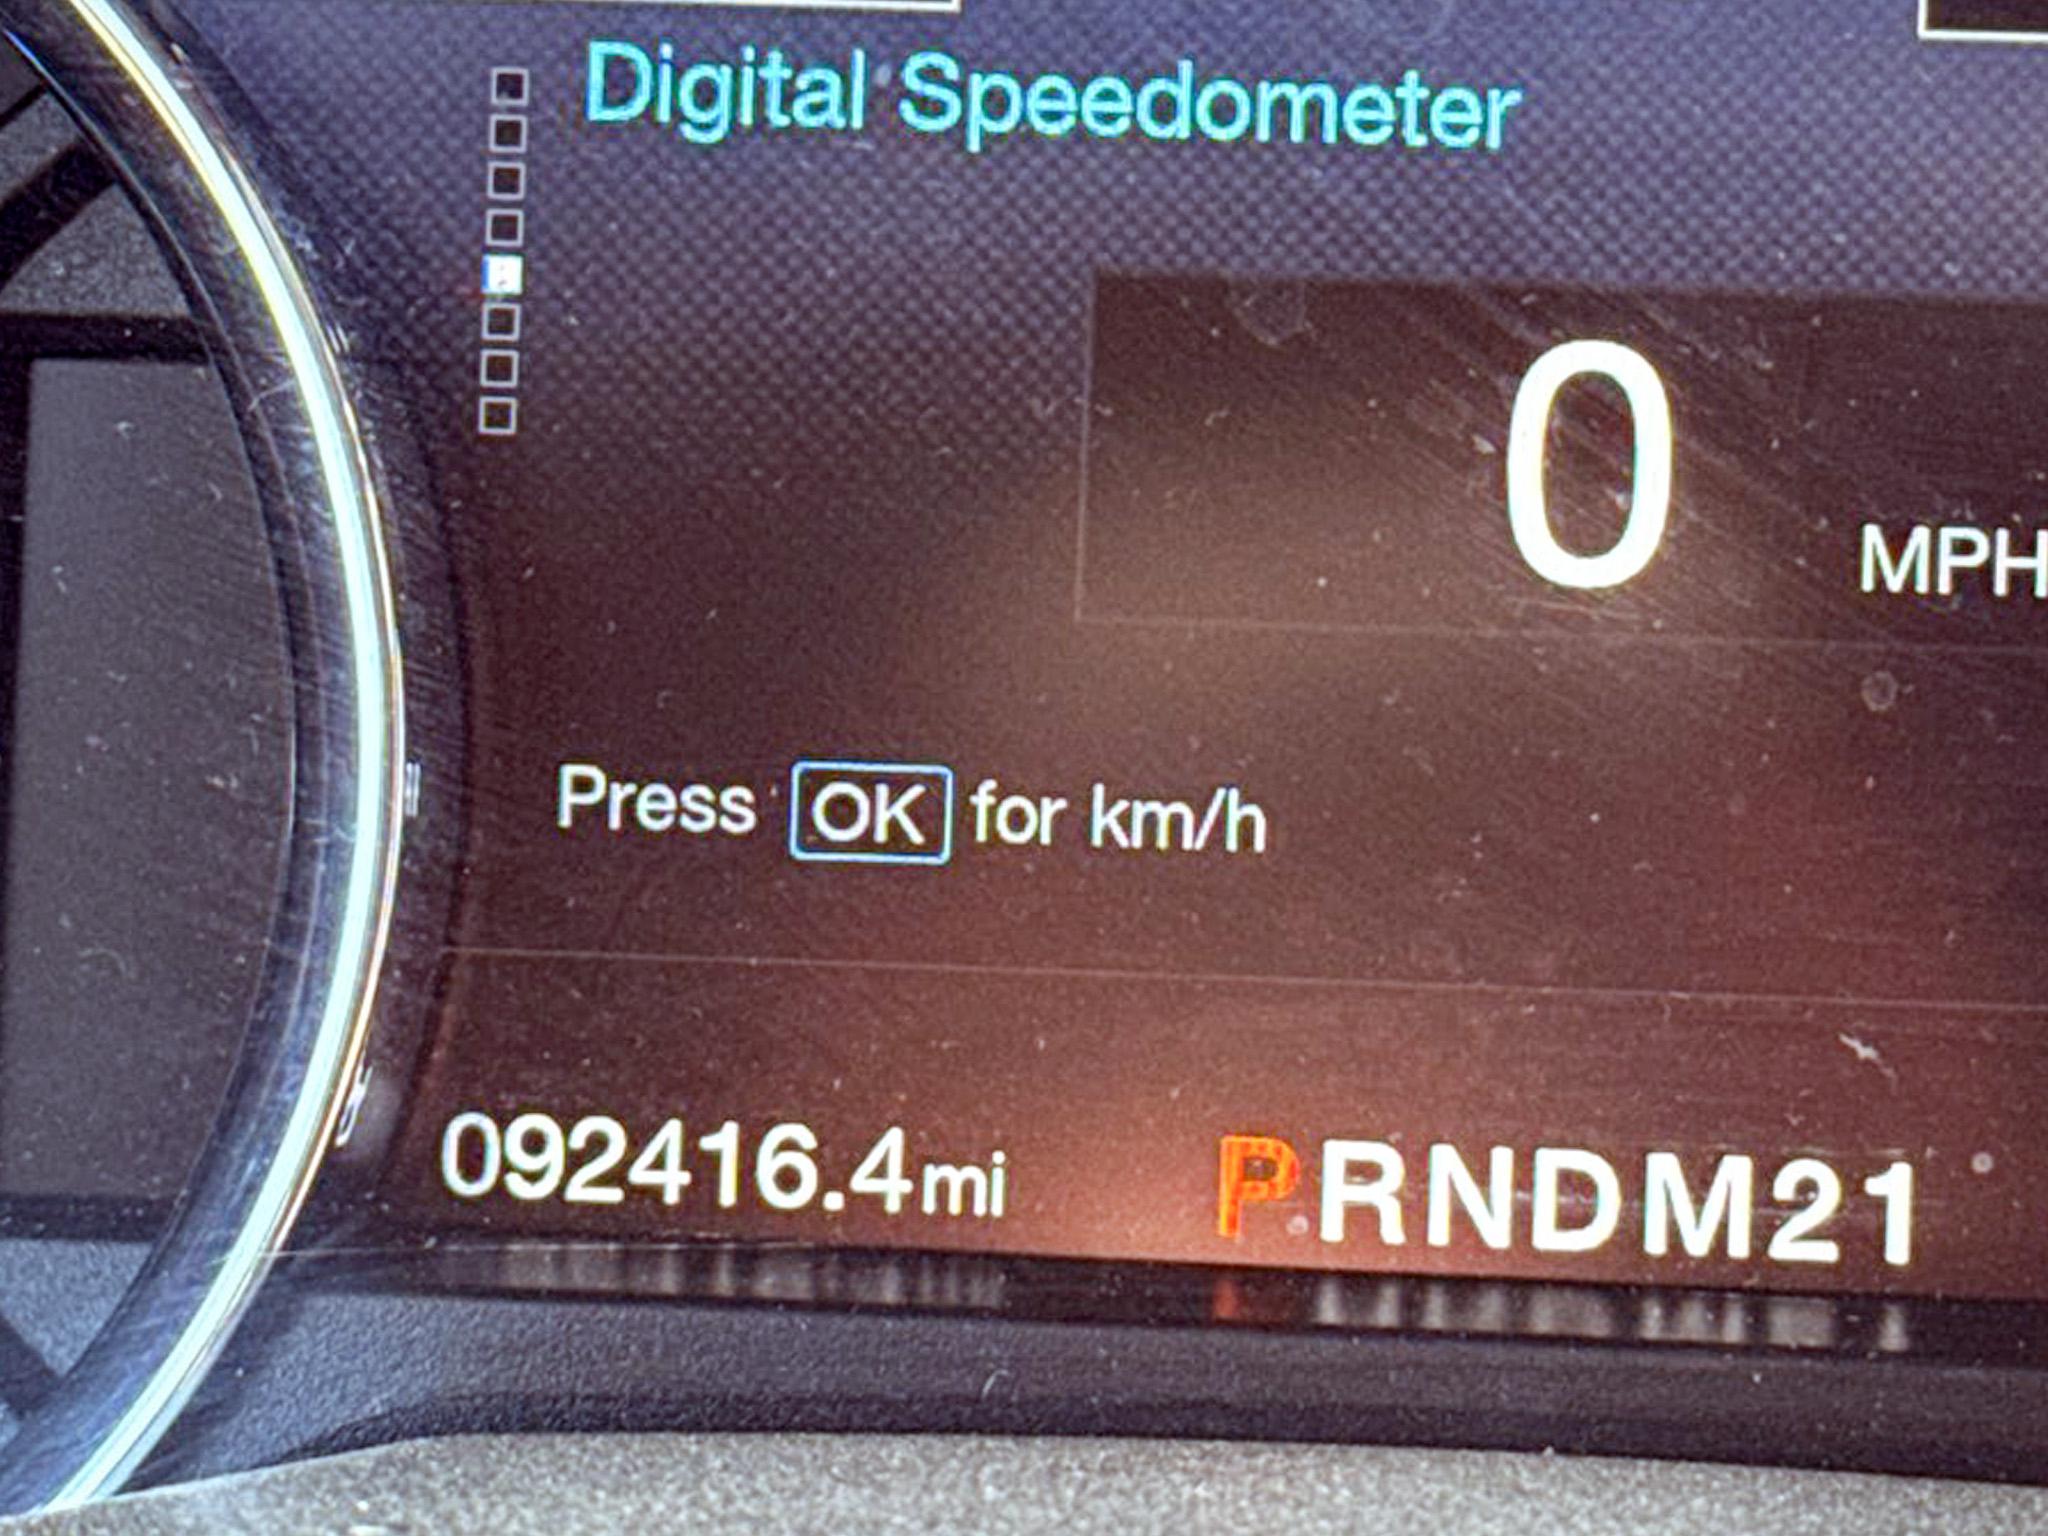 Digital Speedometer
0 MPH
Press OK for km/h
092416.4mi PRNDM21